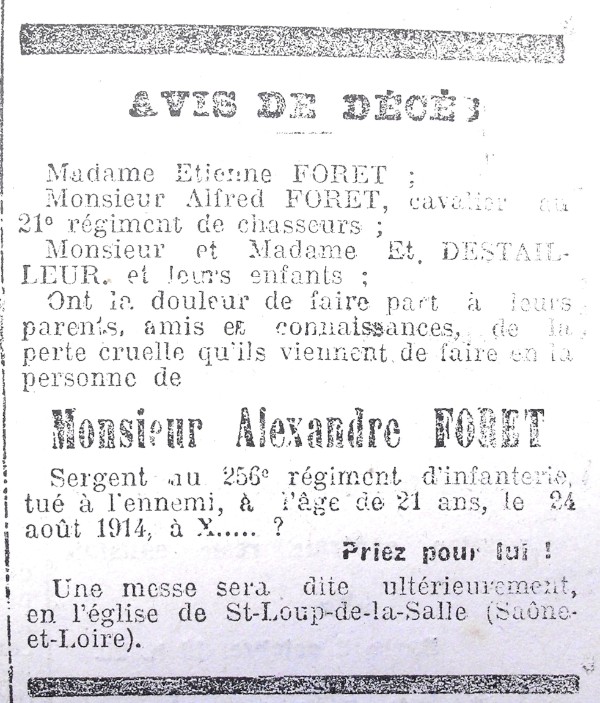 AVIS DE DÉCÈS
Madame Etienne FORET ;
Monsieur Alfred FORET, cavalier au
21e régiment de chasseurs ;
Monsieur et Madame Et. DESTAIL-
LEUR. et leurs enfants ;
Ont la douleur de faire part à leurs
parents, amis et connaissances, de la
perte cruelle qu'ils viennent de faire en la
personne de
Monsieur Alexandre FORET
Sergent au 256e régiment d'infanterie,
tué à l'ennemi, à l'âge de 21 ans, le 24
août 1914, à X..... ?
Priez pour lui !
Une messe sera dite ultérieurement,
en l'église de St-Loup-de-la-Salle (Saône-
et-Loire).